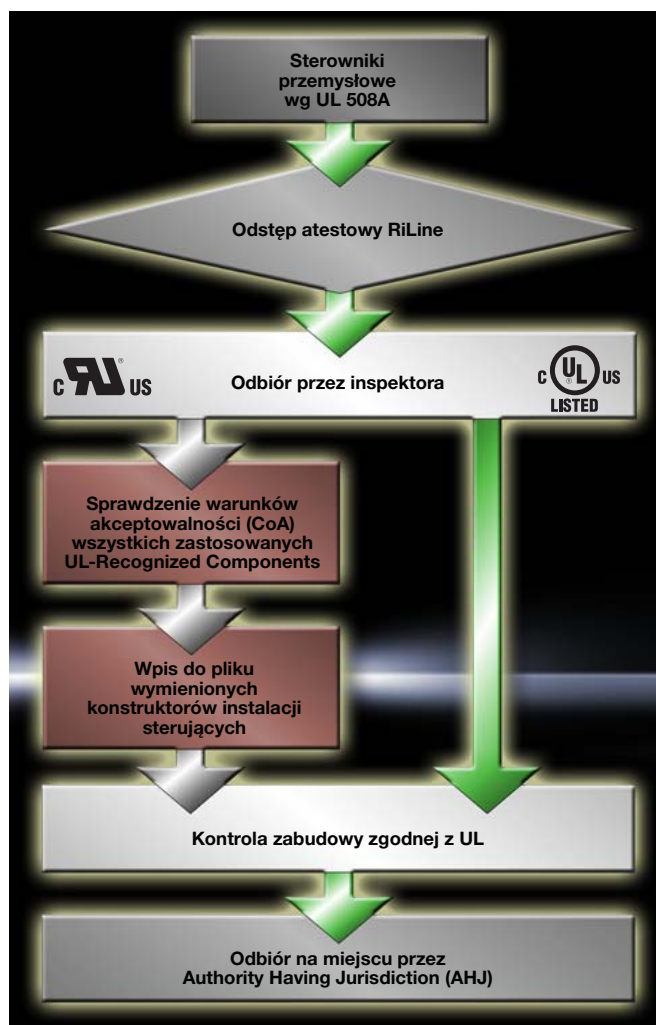 Sterowniki
przemysłowe
wg UL 508A
Odstęp atestowy RiLine
c RU® US
Odbiór przez inspektora
c UL® US
LISTED
Sprawdzenie warunków
akceptowalności (CoA)
wszystkich zastosowanych
UL-Recognized Components
Wpis do pliku
wymienionych
konstruktorów instalacji
sterujących
Kontrola zabudowy zgodnej z UL
Odbiór na miejscu przez
Authority Having Jurisdiction (AHJ)